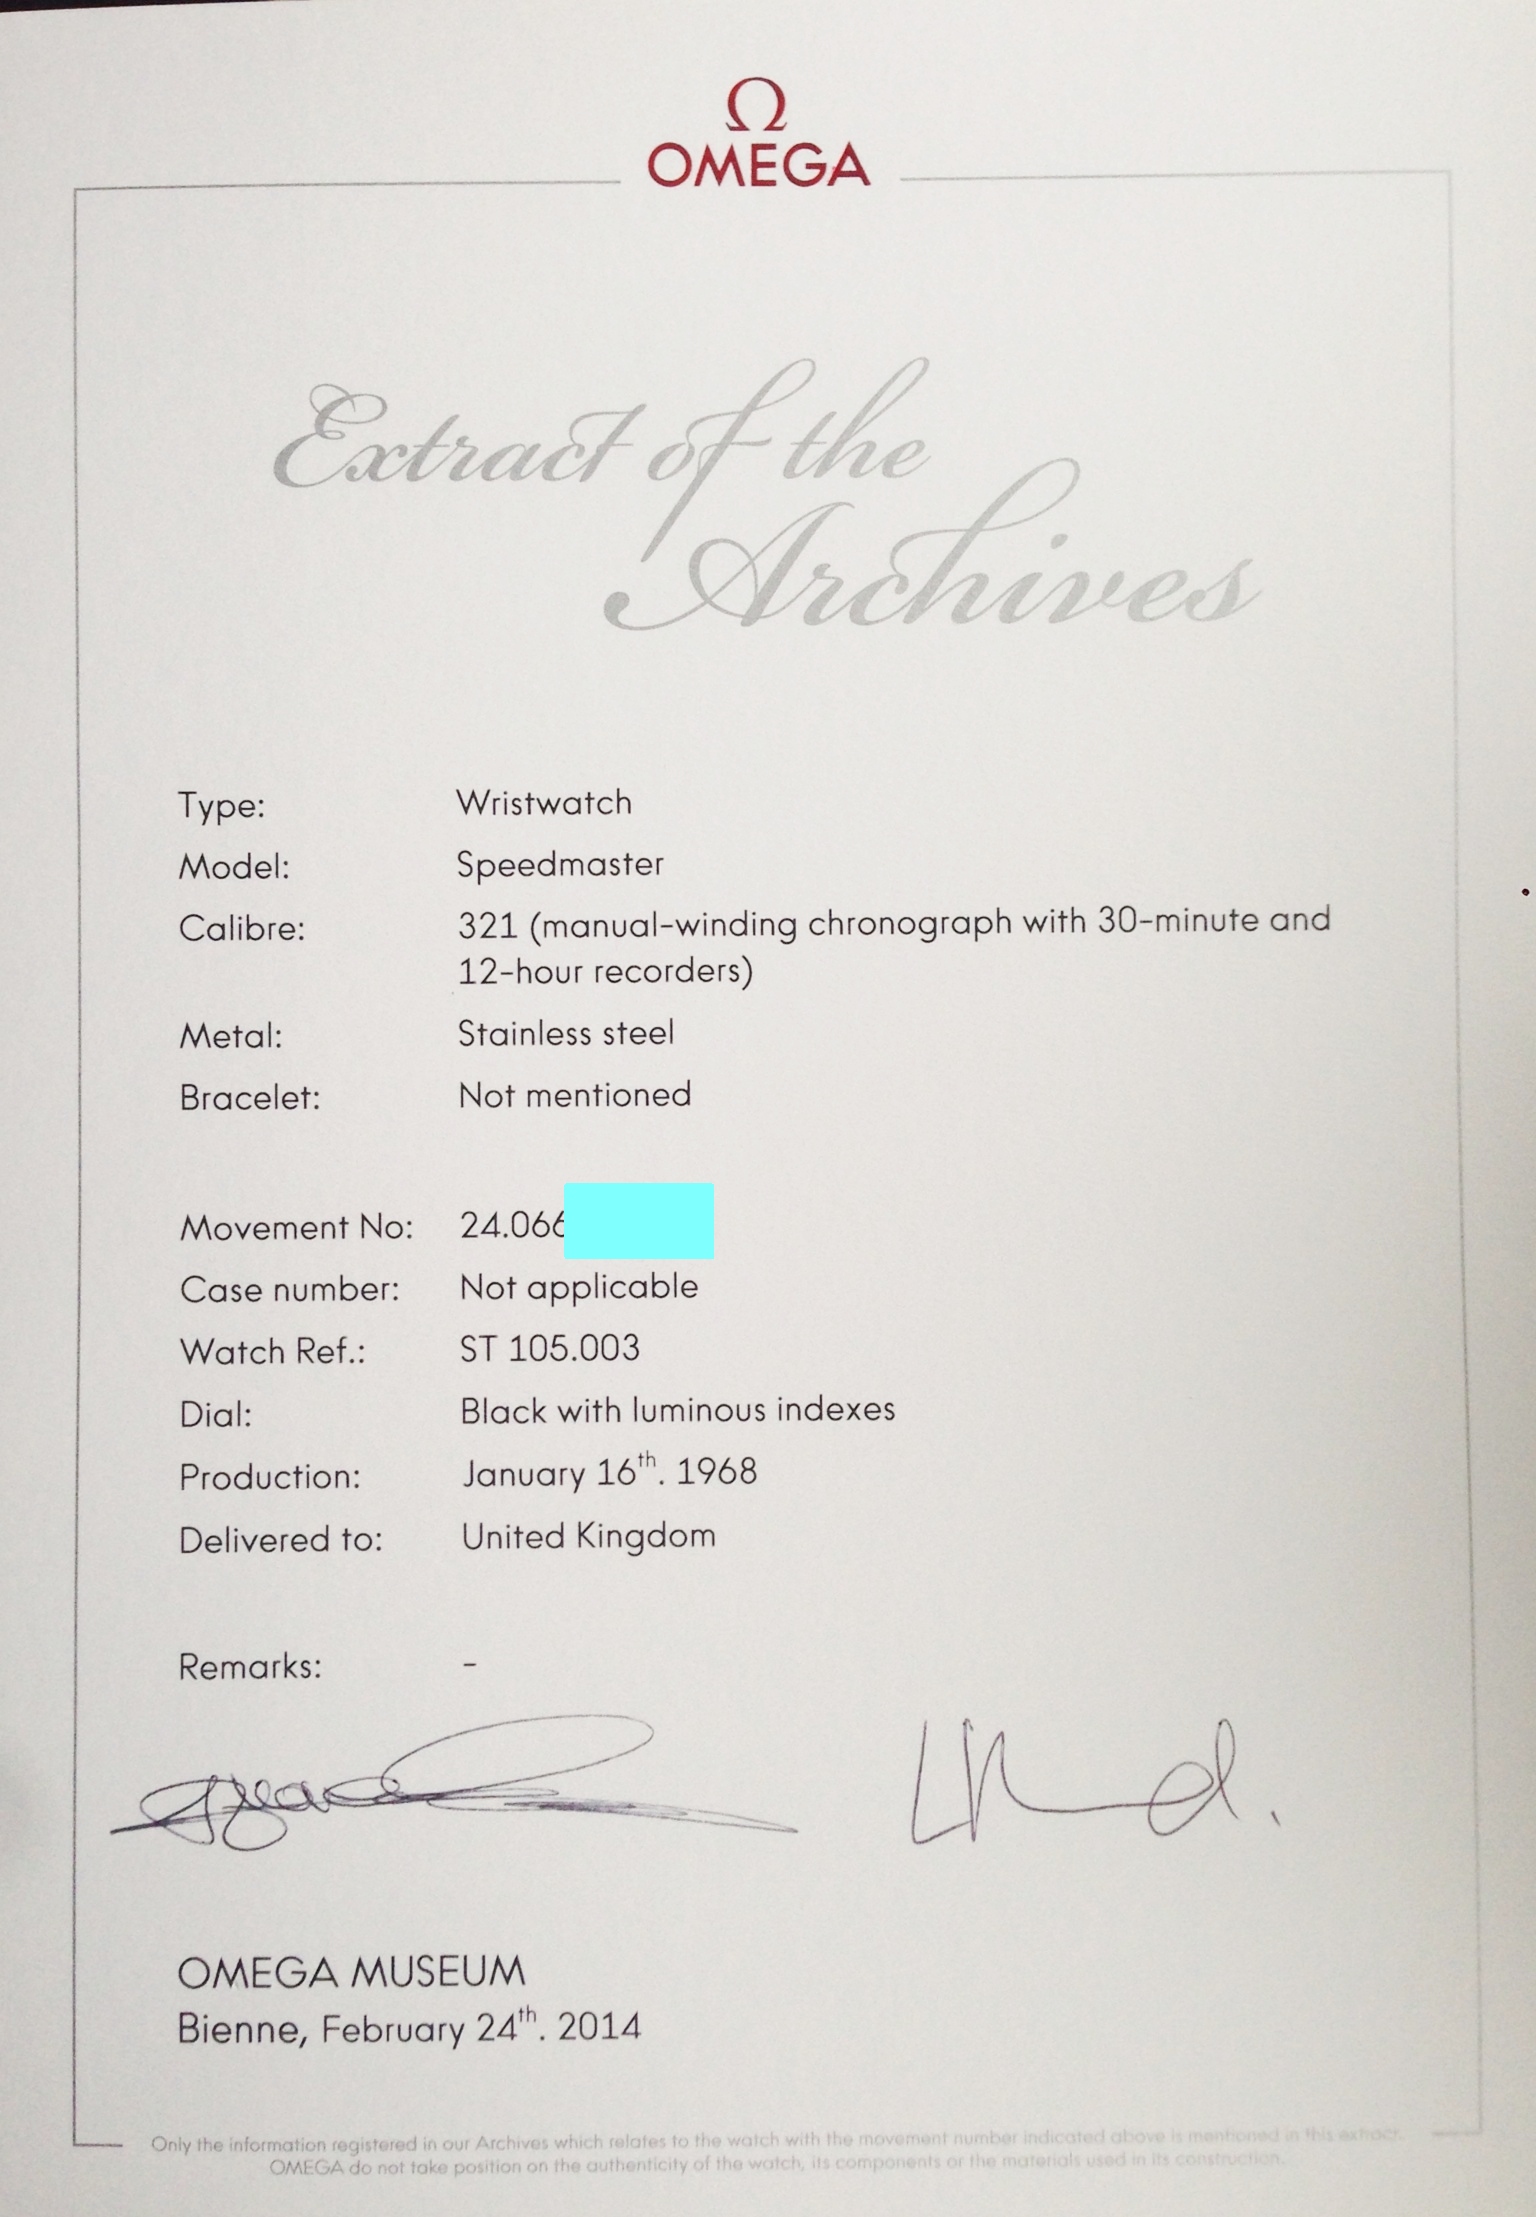 Ω
OMEGA
Extract of the
Archives
Type: Wristwatch
Model: Speedmaster
Calibre: 321 (manual-winding chronograph with 30-minute and
12-hour recorders)
Metal: Stainless steel
Bracelet: Not mentioned
Movement No: 24.066
Case number: Not applicable
Watch Ref.: ST 105.003
Dial: Black with luminous indexes
Production: January 16th. 1968
Delivered to: United Kingdom
Remarks: -
OMEGA MUSEUM
Bienne, February 24th. 2014
Only the information registered in our Archives which relates to the watch with the movement number indicated above is mentioned in this extract.
OMEGA do not take position on the authenticity of the watch, its components or the materials used in its construction.